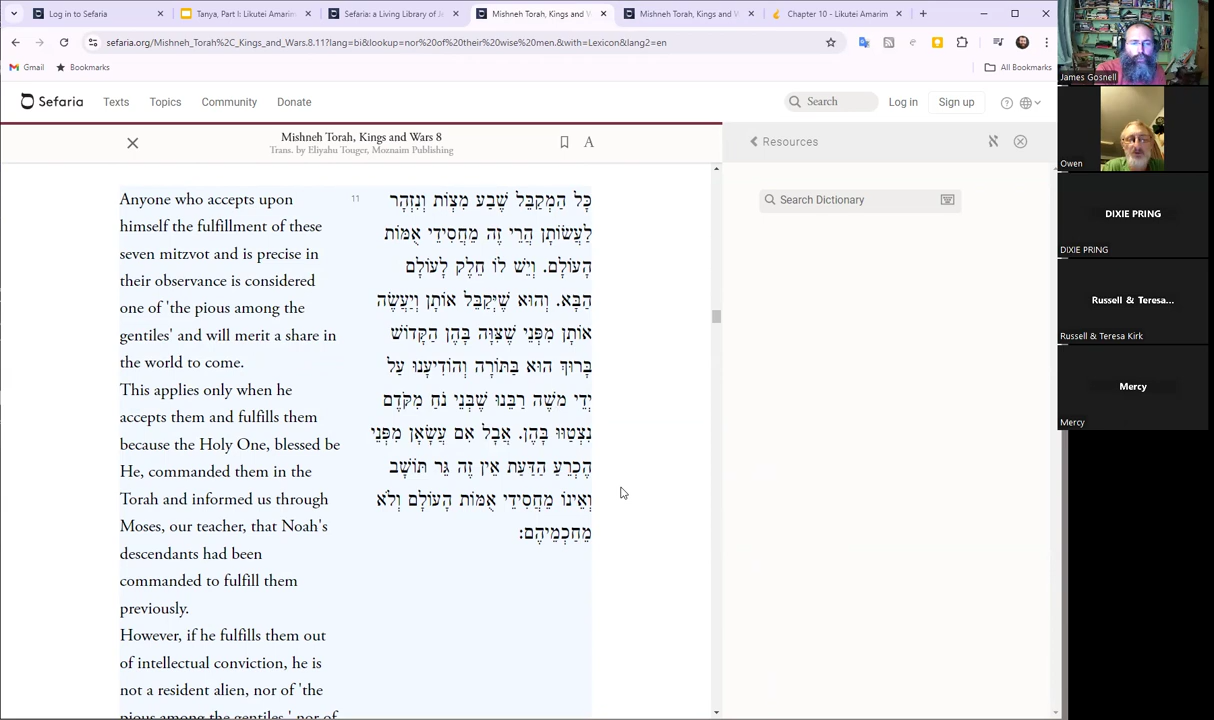 Log in to Sefaria
Tanya, Part I; Likutei Amarim
Sefaria: a Living Library of Je
Mishneh Torah, Kings and W
Mishneh Torah, Kings and W
Chapter 10 - Likutei Amarim
sefaria.org/Mishneh_Torah%2C_Kings_and_Wars.8.11?lang=bi&lookup=nor%20of%20their%20wise%20men.&with=Lexicon&lang2=en
Gmail
Bookmarks
All Bookmarks
Sefaria
Texts
Topics
Community
Donate
Search
Log in
Sign up
Mishneh Torah, Kings and Wars 8
Trans. by Eliyahu Touger, Moznaim Publishing
A
Resources
Search Dictionary
Anyone who accepts upon
himself the fulfillment of these
seven mitzvot and is precise in
their observance is considered
one of 'the pious among the
gentiles' and will merit a share in
the world to come.
This applies only when he
accepts them and fulfills them
because the Holy One, blessed be
He, commanded them in the
Torah and informed us through
Moses, our teacher, that Noah's
descendants had been
commanded to fulfill them
previously.
However, if he fulfills them out
of intellectual conviction, he is
not a resident alien, nor of 'the
pious among the gentiles,' nor of
11
כָּל הַמְקַבֵּל שֶׁבַע מִצְוֹת וְנִזְהָר
לַעֲשׂוֹתָן הֲרֵי זֶה מֵחֲסִידֵי אֻמּוֹת
הָעוֹלָם. וְיֵשׁ לוֹ חֵלֶק לָעוֹלָם
הַבָּא. וְהוּא שֶׁיְּקַבֵּל אוֹתָן וְיַעֲשֶׂה
אוֹתָן מִפְּנֵי שֶׁצִּוָּה בָּהֶן הַקָּדוֹשׁ
בָּרוּךְ הוּא בַּתּוֹרָה וְהוֹדִיעָנוּ עַל
יְדֵי משֶׁה רַבֵּנוּ שֶׁבְּנֵי נֹחַ מִקֹּדֶם
נִצְטַוּוּ בָּהֶן. אֲבָל אִם עֲשָׂאָן מִפְּנֵי
הֶכְרֵעַ הַדַּעַת אֵין זֶה גֵּר תּוֹשָׁב
וְאֵינוֹ מֵחֲסִידֵי אֻמּוֹת הָעוֹלָם וְלֹא
מֵחַכְמֵיהֶם:
James Gosnell
Owen
DIXIE PRING
DIXIE PRING
Russell & Teresa...
Russell & Teresa Kirk
Mercy
Mercy